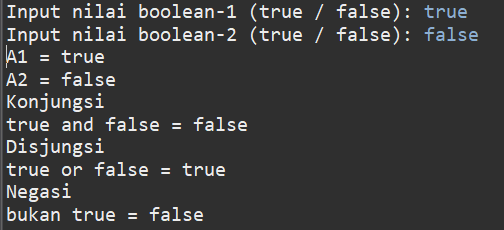 Input nilai boolean-1 (true / false): true
Input nilai boolean-2 (true / false): false
A1 = true
A2 = false
Konjungsi
true and false = false
Disjungsi
true or false = true
Negasi
bukan true = false